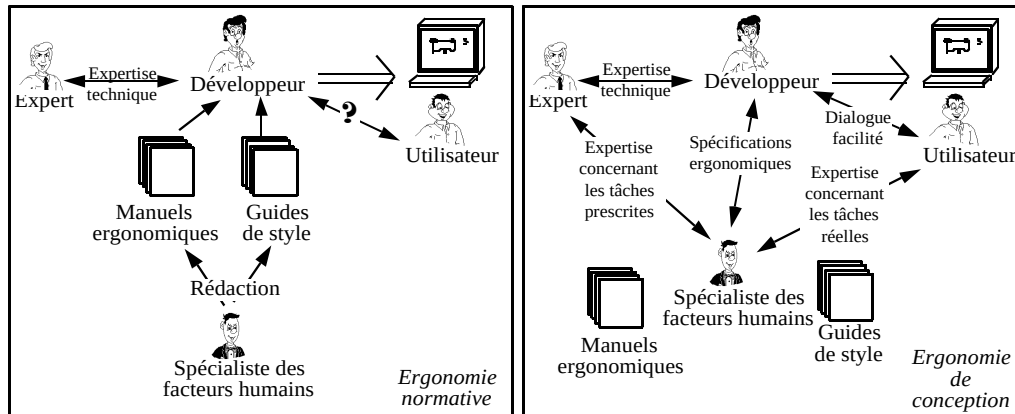 Expertise
technique
Expert
Développeur
?
Utilisateur
Manuels
ergonomiques
Guides
de style
Rédaction
Spécialiste des
facteurs humains
Ergonomie
normative
Expertise
technique
Expert
Développeur
Dialogue
facilité
Utilisateur
Expertise
concernant
les tâches
prescrites
Spécifications
ergonomiques
Expertise
concernant
les tâches
réelles
Spécialiste des
facteurs humains
Manuels
ergonomiques
Guides
de style
Ergonomie
de
conception